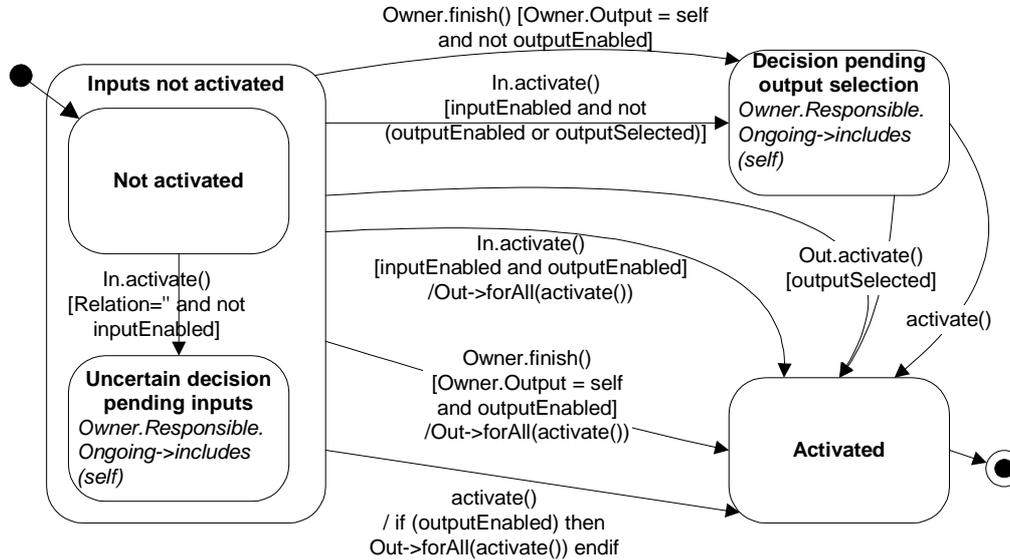 Owner.finish() [Owner.Output = self
and not outputEnabled]
Inputs not activated
In.activate()
[inputEnabled and not
(outputEnabled or outputSelected)]
Decision pending
output selection
Owner.Responsible.
Ongoing->includes
(self)
Not activated
In.activate()
[inputEnabled and outputEnabled]
/Out->forAll(activate())
Out.activate()
[outputSelected]
activate()
In.activate()
[Relation='' and not
inputEnabled]
Uncertain decision
pending inputs
Owner.Responsible.
Ongoing->includes
(self)
Owner.finish()
[Owner.Output = self
and outputEnabled]
/Out->forAll(activate())
Activated
activate()
/ if (outputEnabled) then
Out->forAll(activate()) endif